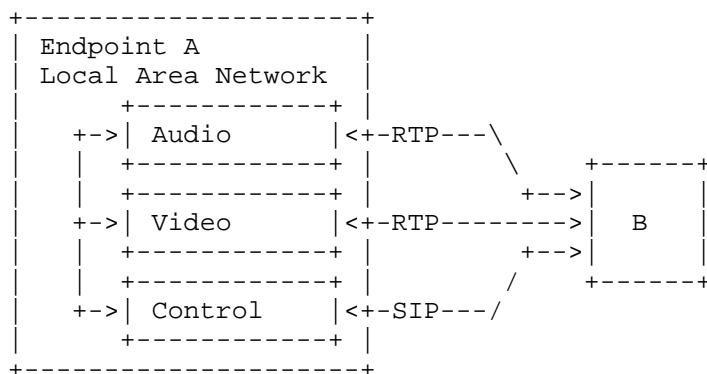 Endpoint A
Local Area Network
Audio RTP
Video RTP B
Control SIP